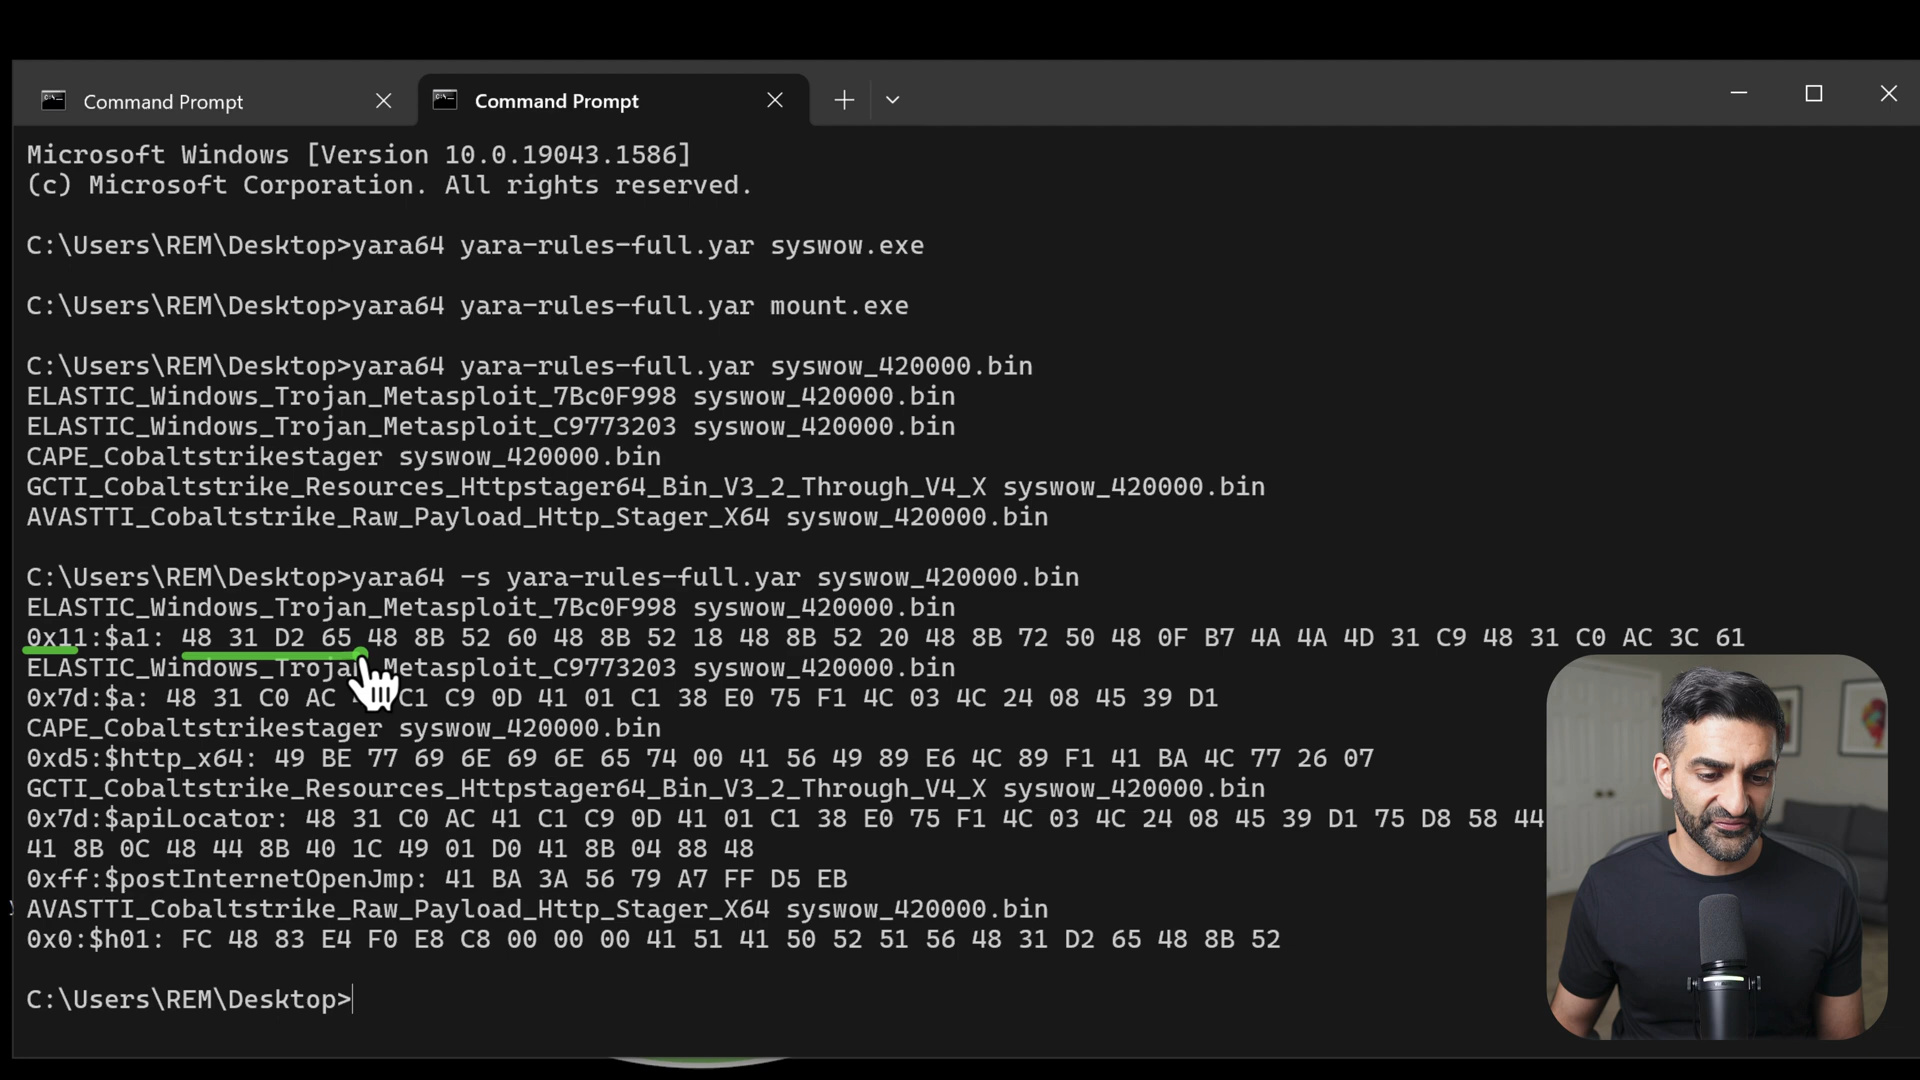 Command Prompt
Command Prompt
Microsoft Windows [Version 10.0.19043.1586]
(c) Microsoft Corporation. All rights reserved.
C:\Users\REM\Desktop>yara64 yara-rules-full.yar syswow.exe
C:\Users\REM\Desktop>yara64 yara-rules-full.yar mount.exe
C:\Users\REM\Desktop>yara64 yara-rules-full.yar syswow_420000.bin
ELASTIC_Windows_Trojan_Metasploit_7Bc0F998 syswow_420000.bin
ELASTIC_Windows_Trojan_Metasploit_C9773203 syswow_420000.bin
CAPE_Cobaltstrikestager syswow_420000.bin
GCTI_Cobaltstrike_Resources_Httpstager64_Bin_V3_2_Through_V4_X syswow_420000.bin
AVASTTI_Cobaltstrike_Raw_Payload_Http_Stager_X64 syswow_420000.bin
C:\Users\REM\Desktop>yara64 -s yara-rules-full.yar syswow_420000.bin
ELASTIC_Windows_Trojan_Metasploit_7Bc0F998 syswow_420000.bin
0x11:$a1: 48 31 D2 65 48 8B 52 60 48 8B 52 18 48 8B 52 20 48 8B 72 50 48 0F B7 4A 4A 4D 31 C9 48 31 C0 AC 3C 61
ELASTIC_Windows_Trojan_Metasploit_C9773203 syswow_420000.bin
0x7d:$a: 48 31 C0 AC C1 C9 0D 41 01 C1 38 E0 75 F1 4C 03 4C 24 08 45 39 D1
CAPE_Cobaltstrikestager syswow_420000.bin
0xd5:$http_x64: 49 BE 77 69 6E 69 6E 65 74 00 41 56 49 89 E6 4C 89 F1 41 BA 4C 77 26 07
GCTI_Cobaltstrike_Resources_Httpstager64_Bin_V3_2_Through_V4_X syswow_420000.bin
0x7d:$apiLocator: 48 31 C0 AC 41 C1 C9 0D 41 01 C1 38 E0 75 F1 4C 03 4C 24 08 45 39 D1 75 D8 58 44
41 8B 0C 48 44 8B 40 1C 49 01 D0 41 8B 04 88 48
0xff:$postInternetOpenJmp: 41 BA 3A 56 79 A7 FF D5 EB
AVASTTI_Cobaltstrike_Raw_Payload_Http_Stager_X64 syswow_420000.bin
0x0:$h01: FC 48 83 E4 F0 E8 C8 00 00 00 41 51 41 50 52 51 56 48 31 D2 65 48 8B 52
C:\Users\REM\Desktop>